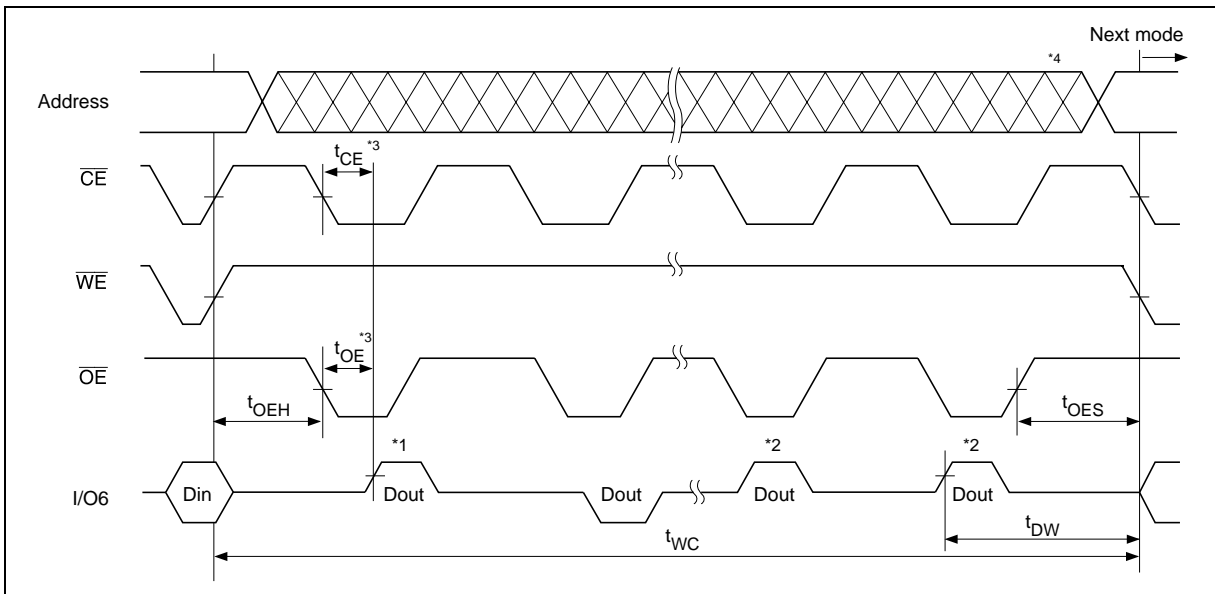 Next mode
*4
Address
tCE *3
CE
WE
tOE *3
OE
tOEH
tOES
*1
*2
*2
I/O6
Din
Dout
Dout
Dout
Dout
tDW
tWC